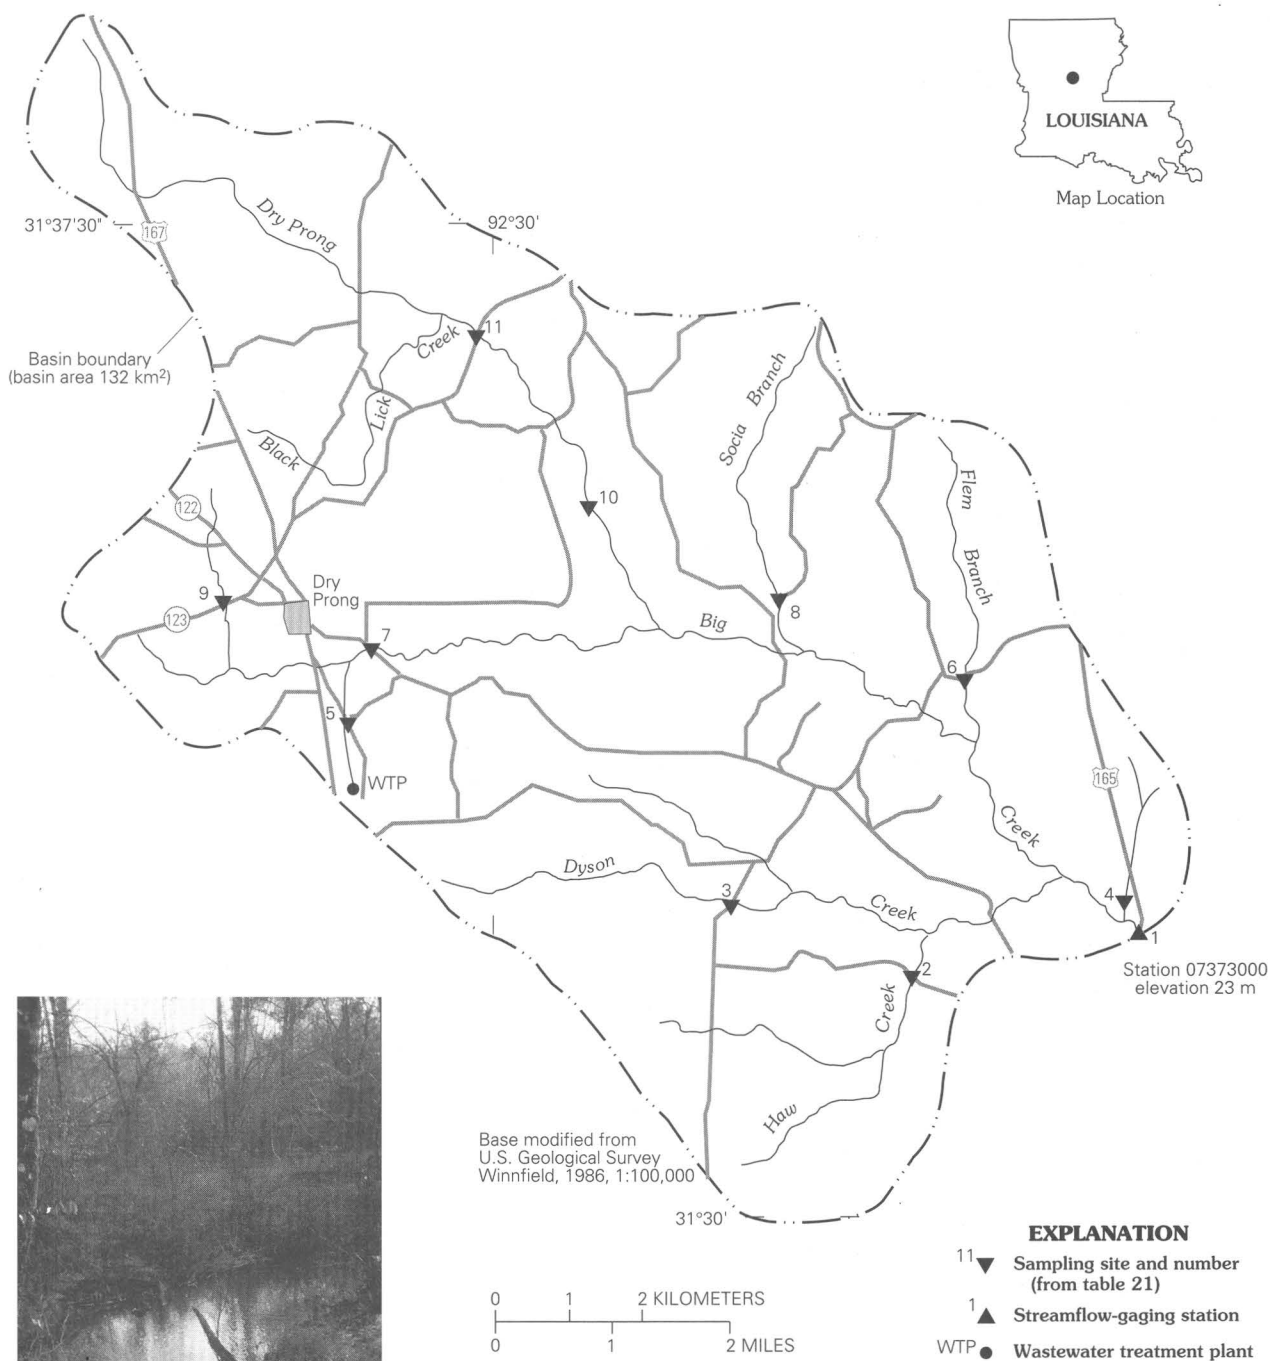 LOUISIANA
Map Location
31°37'30"
167
Dry Prong
92°30'
11
Creek
Lick
Black
Basin boundary
(basin area 132 km²)
Socia Branch
Flem
Branch
10
122
9
123
Dry
Prong
7
Big
8
6
5
WTP
165
Creek
Dyson
3
Creek
4
1
Station 07373000
elevation 23 m
2
Creek
Haw
Base modified from
U.S. Geological Survey
Winnfield, 1986, 1:100,000
31°30'
EXPLANATION
11 Sampling site and number
(from table 21)
1 Streamflow-gaging station
WTP Wastewater treatment plant
0 1 2 KILOMETERS
0 1 2 MILES